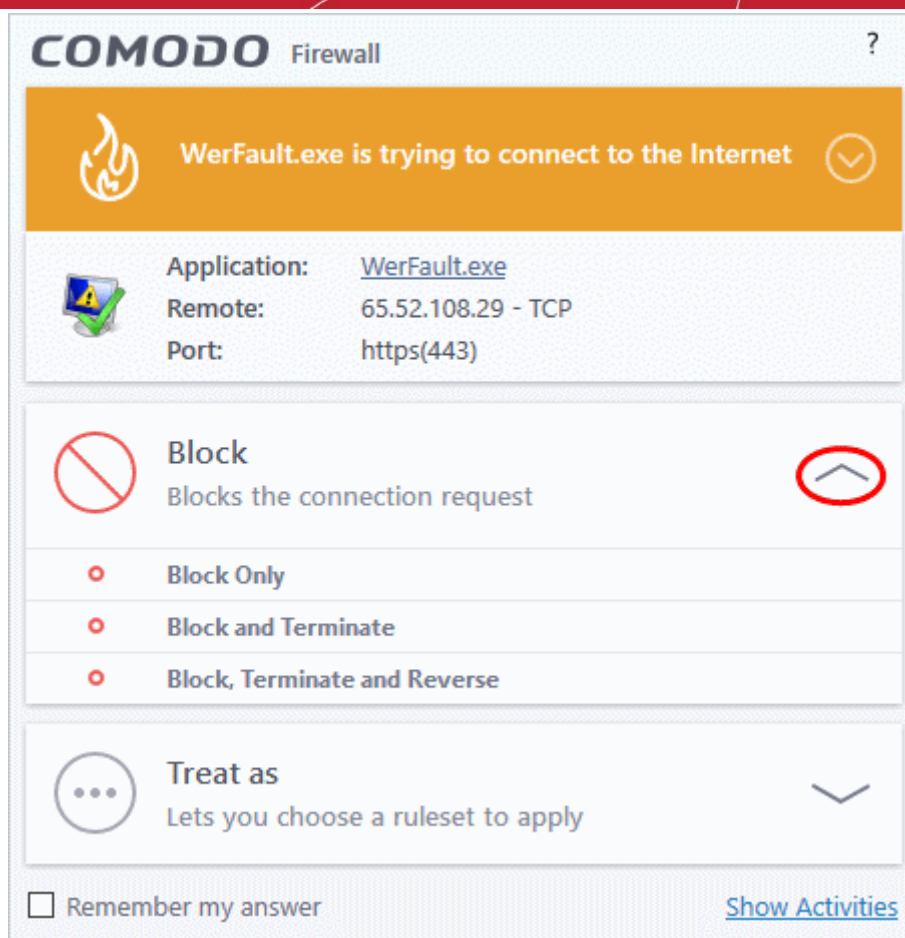 COMODO Firewall ?
WerFault.exe is trying to connect to the Internet
Application: WerFault.exe
Remote: 65.52.108.29 - TCP
Port: https(443)
Block
Blocks the connection request
Block Only
Block and Terminate
Block, Terminate and Reverse
Treat as
Lets you choose a ruleset to apply
Remember my answer Show Activities